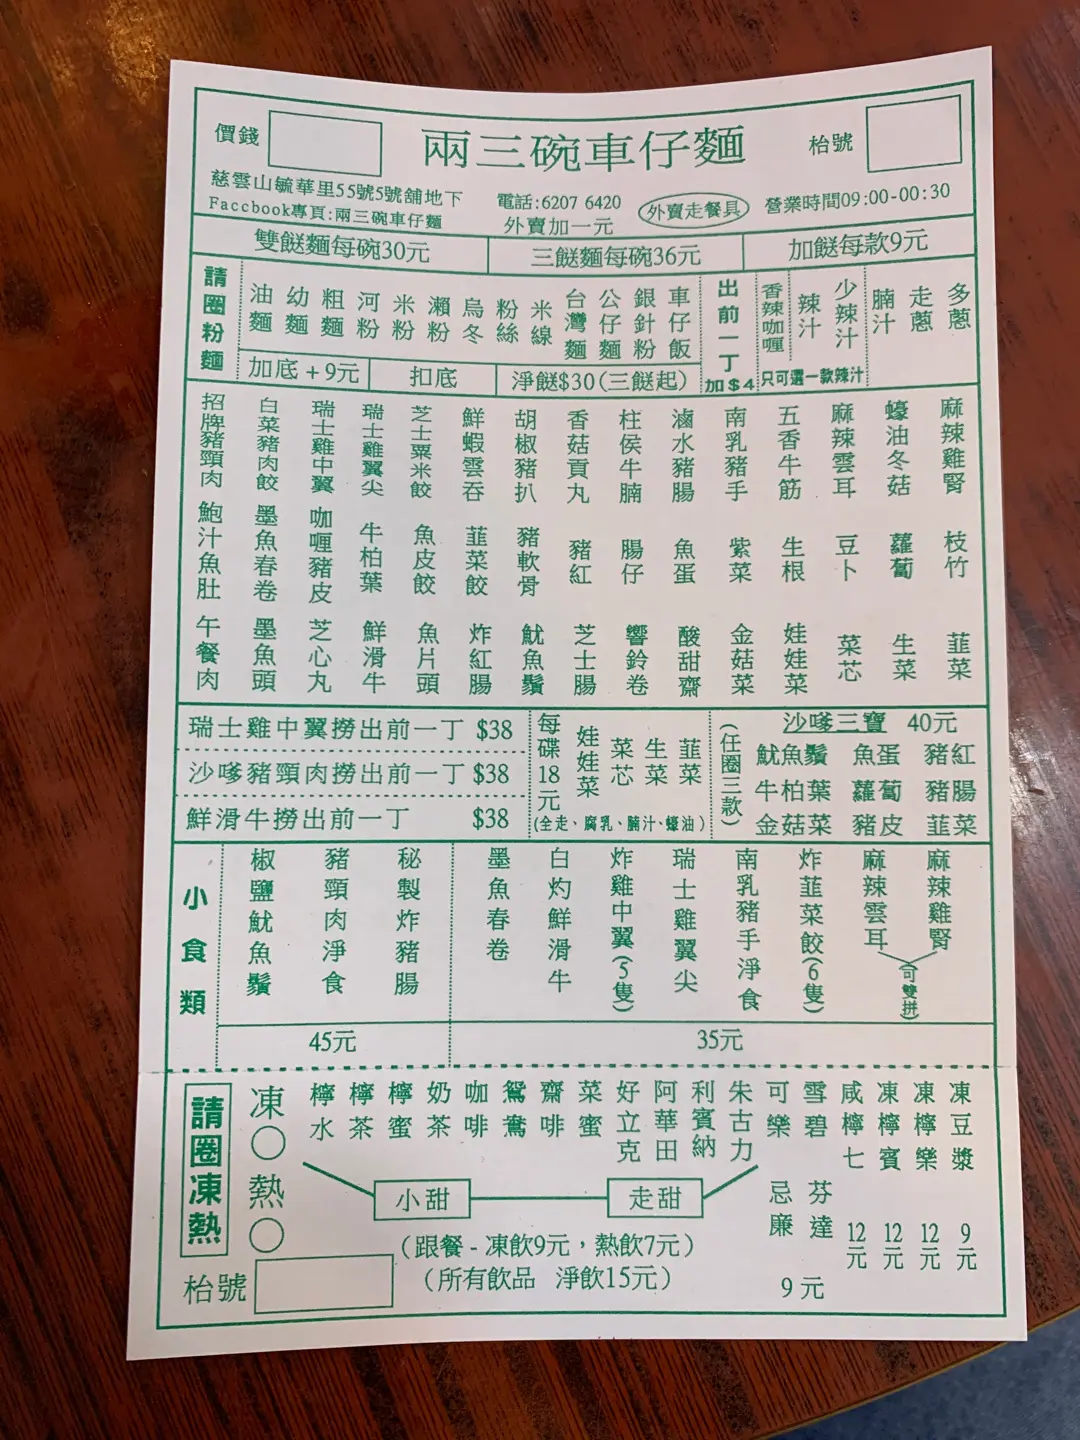 價錢
兩三碗車仔麵
枱號
慈雲山毓華里55號5號舖地下
Faccbook專頁:兩三碗車仔麵
電話:6207 6420
外賣加一元
外賣走餐具
營業時間09:00-00:30
雙餸麵每碗30元
三餸麵每碗36元
加餸每款9元
請圈粉麵
油麵
幼麵
粗麵
河粉
米粉
瀨粉
烏冬
粉絲
米線
台灣麵
公仔麵
銀針粉
車仔飯
加底+9元
扣底
淨餸$30(三餸起)
出前一丁
加$4
香辣咖喱
辣汁
少辣汁
只可選一款辣汁
腩汁
走蔥
多蔥
招牌豬頸肉
白菜豬肉餃
瑞士雞中翼
瑞士雞翼尖
芝士粟米餃
鮮蝦雲吞
胡椒豬扒
香菇貢丸
柱侯牛腩
滷水豬腸
南乳豬手
五香牛筋
麻辣雲耳
蠔油冬菇
麻辣雞腎
鮑汁魚肚
墨魚春卷
咖喱豬皮
牛柏葉
魚皮餃
韮菜餃
豬軟骨
豬紅
腸仔
魚蛋
紫菜
生根
豆卜
蘿蔔
枝竹
午餐肉
墨魚頭
芝心丸
鮮滑牛
魚片頭
炸紅腸
魷魚鬚
芝士腸
響鈴卷
酸甜齋
金菇菜
娃娃菜
菜芯
生菜
韮菜
瑞士雞中翼撈出前一丁 $38
沙嗲豬頸肉撈出前一丁 $38
鮮滑牛撈出前一丁 $38
每碟18元
娃娃菜
菜芯
生菜
韮菜
(全走、腐乳、腩汁、蠔油)
(任圈三款)
沙嗲三寶 40元
魷魚鬚 魚蛋 豬紅
牛柏葉 蘿蔔 豬腸
金菇菜 豬皮 韮菜
小食類
椒鹽魷魚鬚
豬頸肉淨食
秘製炸豬腸
45元
墨魚春卷
白灼鮮滑牛
炸雞中翼(5隻)
瑞士雞翼尖
南乳豬手淨食
炸韮菜餃(6隻)
麻辣雲耳
麻辣雞腎
(可雙拼)
35元
請圈凍熱
凍
熱
檸水
檸茶
檸蜜
奶茶
咖啡
鴛鴦
齋啡
菜蜜
好立克
阿華田
利賓納
朱古力
可樂
雪碧
忌廉
芬達
9元
咸檸七
12元
凍檸賓
12元
凍檸樂
12元
凍豆漿
9元
小甜
走甜
(跟餐 - 凍飲9元，熱飲7元)
(所有飲品 淨飲15元)
枱號